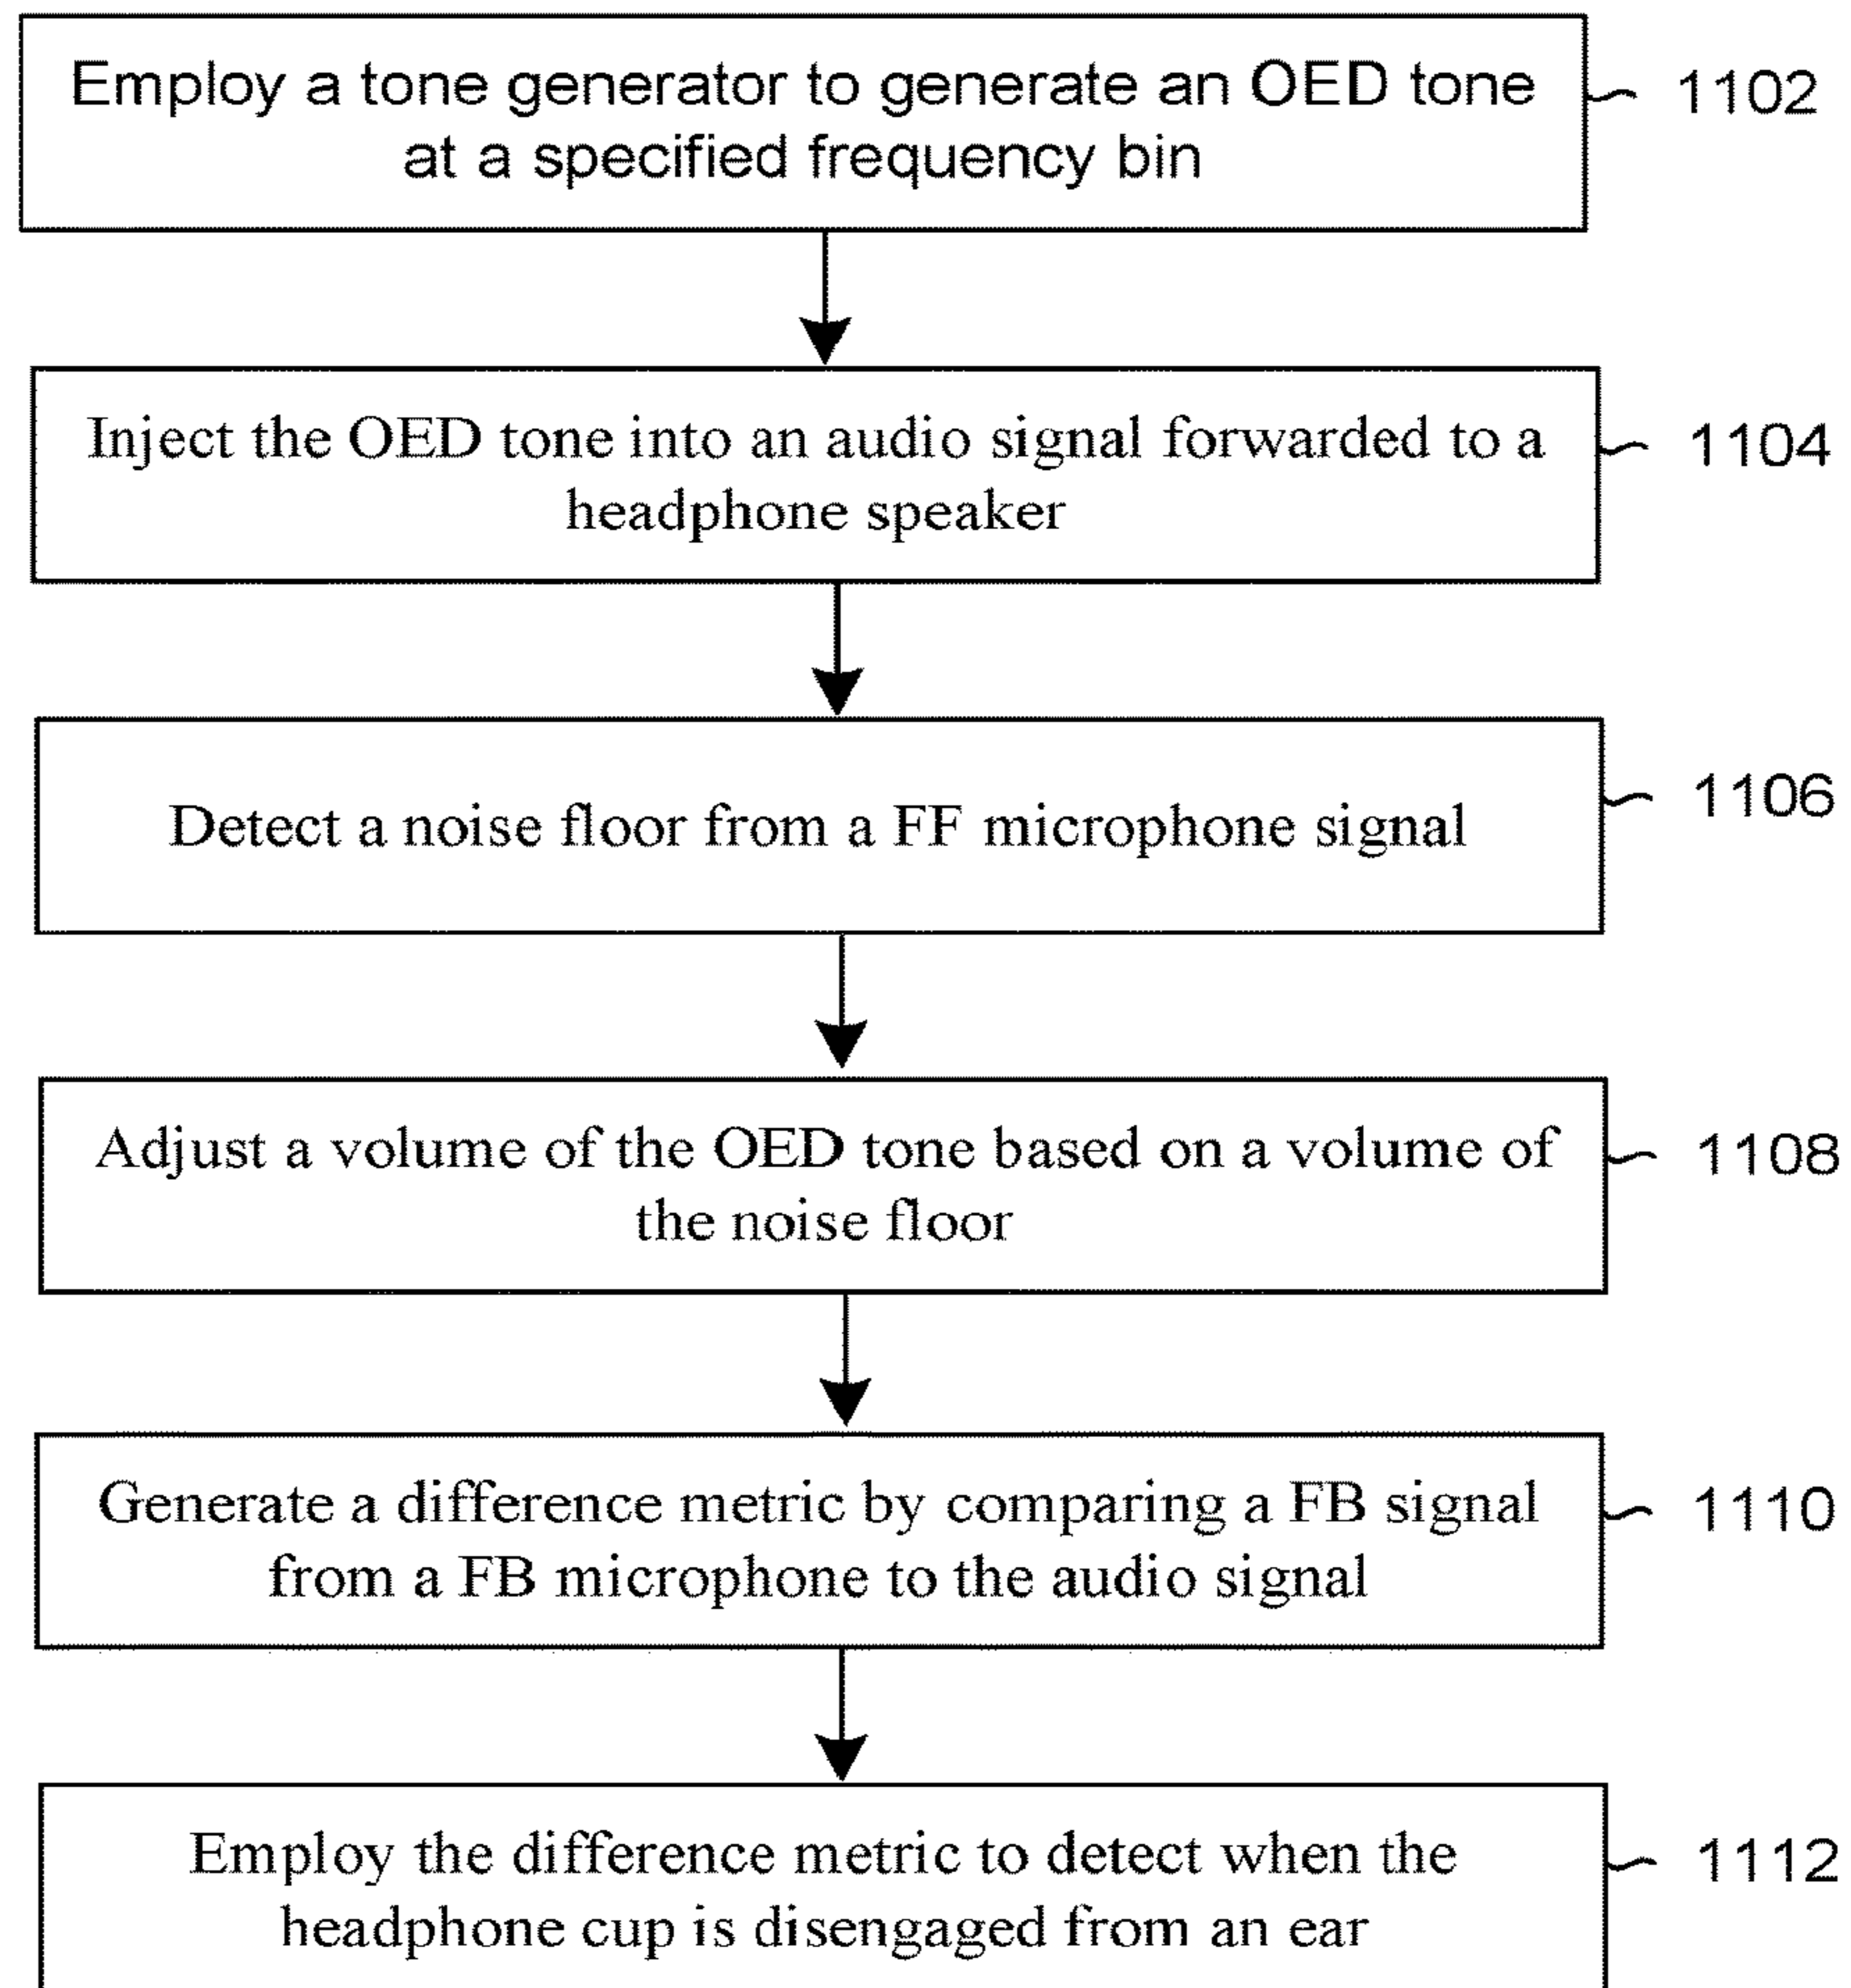 Employ a tone generator to generate an OED tone
at a specified frequency bin
1102
Inject the OED tone into an audio signal forwarded to a
headphone speaker
1104
Detect a noise floor from a FF microphone signal
1106
Adjust a volume of the OED tone based on a volume of
the noise floor
1108
Generate a difference metric by comparing a FB signal
from a FB microphone to the audio signal
1110
Employ the difference metric to detect when the
headphone cup is disengaged from an ear
1112